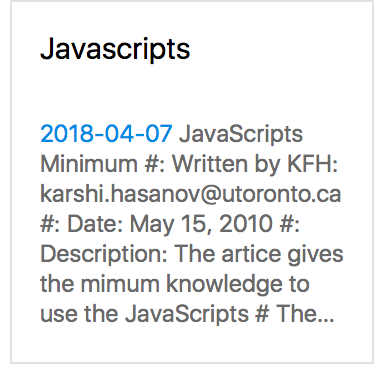 Javascripts
2018-04-07 JavaScripts
Minimum #: Written by KFH:
karshi.hasanov@utoronto.ca
#: Date: May 15, 2010 #:
Description: The artice gives
the mimum knowledge to
use the JavaScripts # The...